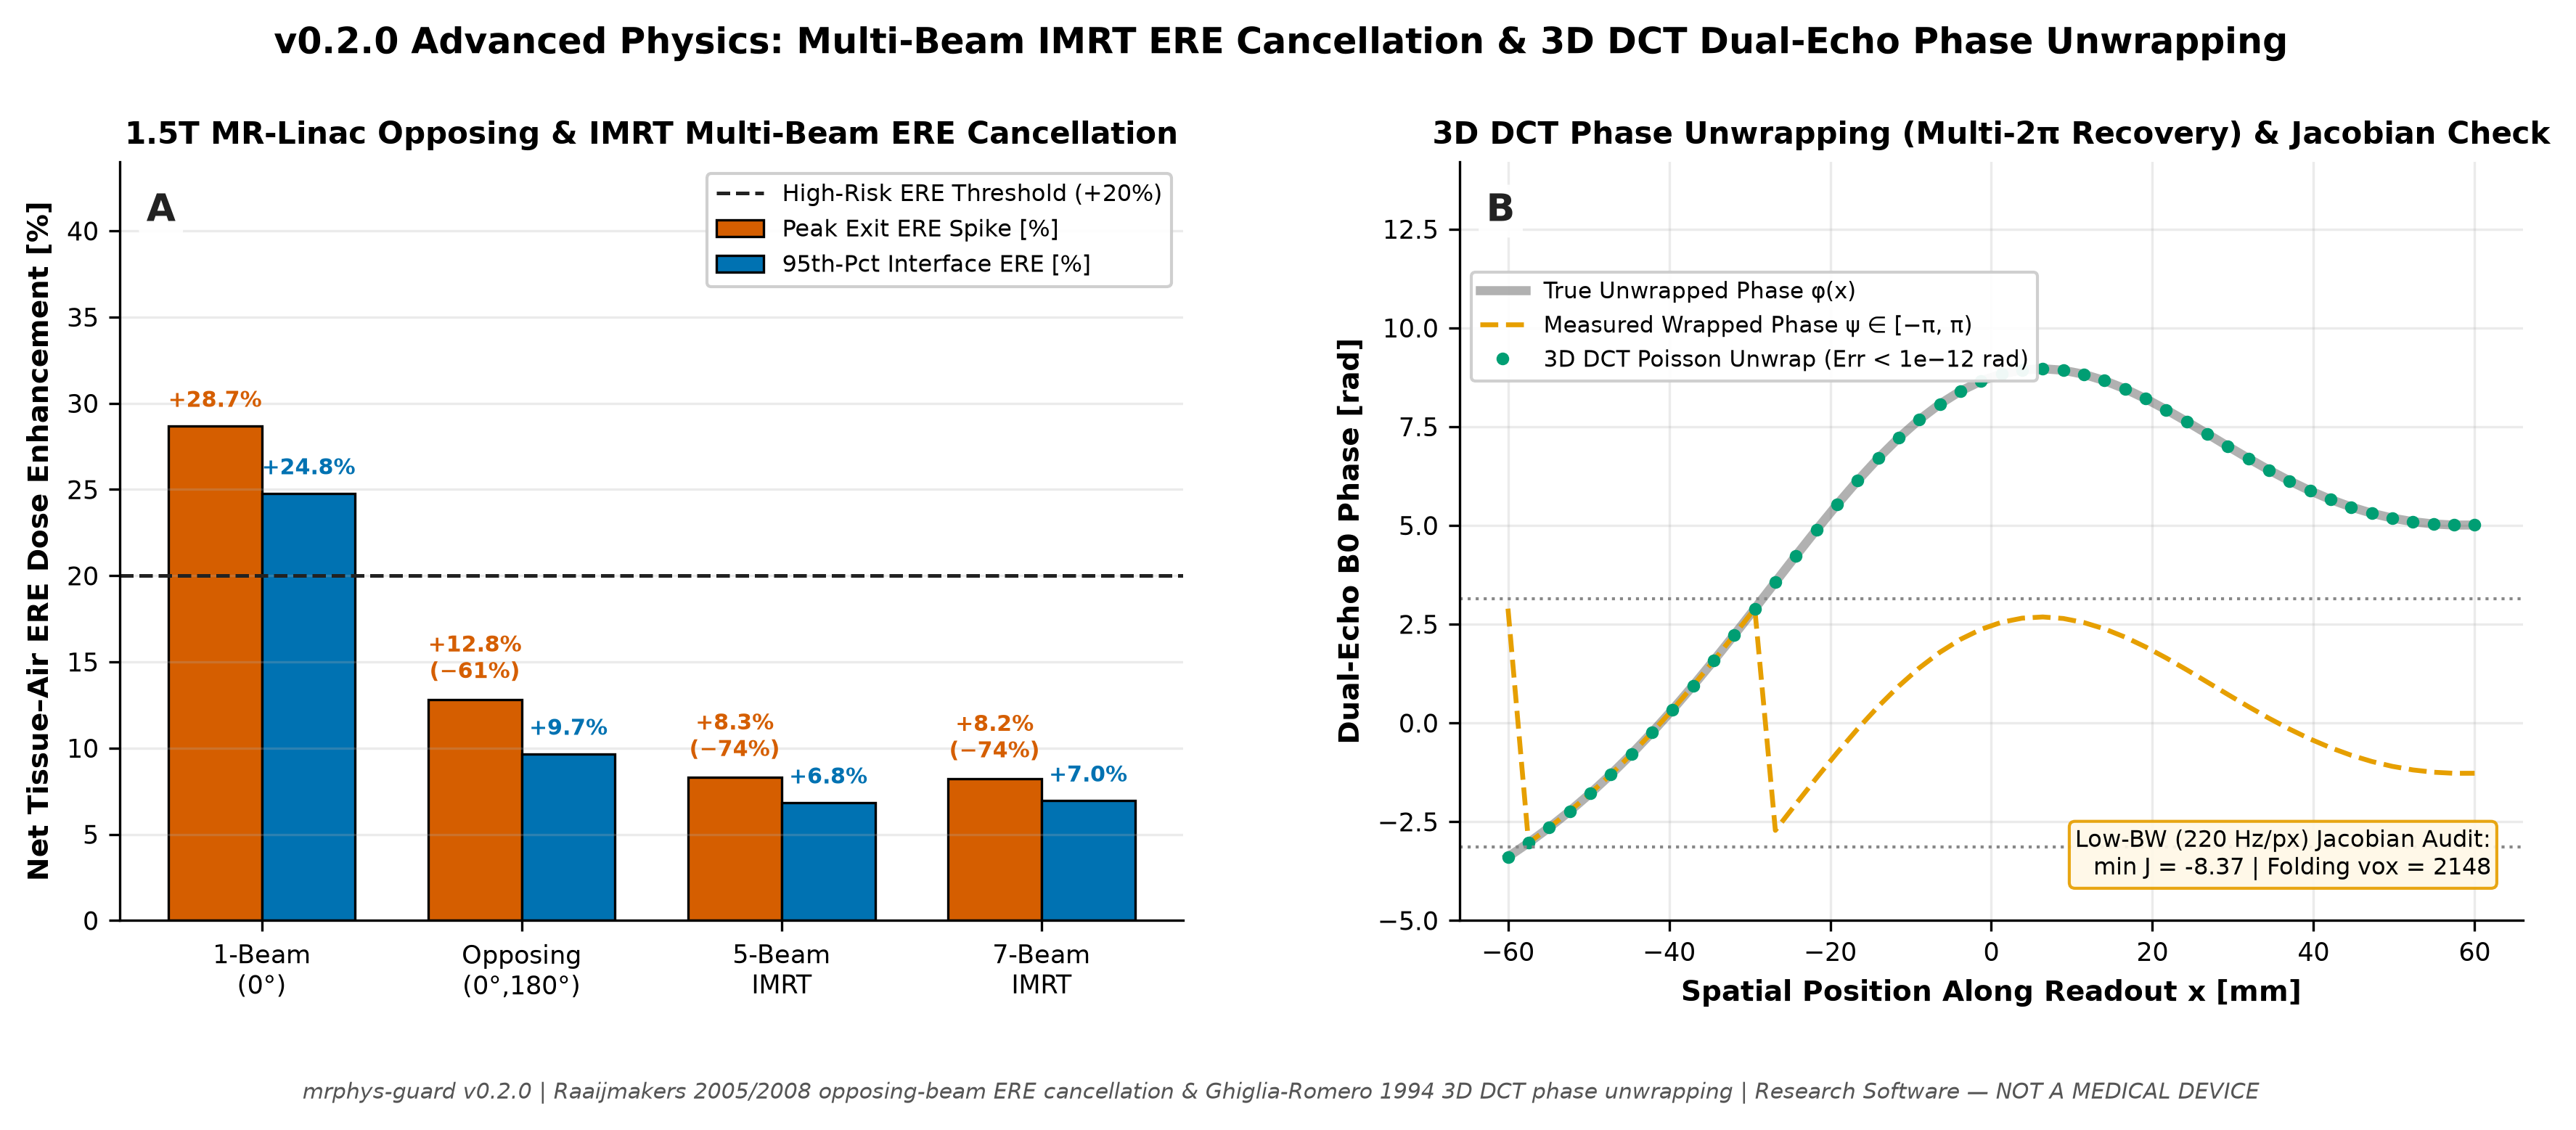 v0.2.0 Advanced Physics: Multi-Beam IMRT ERE Cancellation & 3D DCT Dual-Echo Phase Unwrapping
1.5T MR-Linac Opposing & IMRT Multi-Beam ERE Cancellation
A
High-Risk ERE Threshold (+20%)
Peak Exit ERE Spike [%]
95th-Pct Interface ERE [%]
Net Tissue–Air ERE Dose Enhancement [%]
40
35
30
25
20
15
10
5
0
+28.7%
+24.8%
+12.8%
(−61%)
+9.7%
+8.3%
(−74%)
+6.8%
+8.2%
(−74%)
+7.0%
1-Beam
(0°)
Opposing
(0°,180°)
5-Beam
IMRT
7-Beam
IMRT
3D DCT Phase Unwrapping (Multi-2π Recovery) & Jacobian Check
B
True Unwrapped Phase φ(x)
Measured Wrapped Phase ψ ∈ [−π, π)
3D DCT Poisson Unwrap (Err < 1e−12 rad)
Dual-Echo B0 Phase [rad]
12.5
10.0
7.5
5.0
2.5
0.0
−2.5
−5.0
Low-BW (220 Hz/px) Jacobian Audit:
min J = -8.37 | Folding vox = 2148
−60
−40
−20
0
20
40
60
Spatial Position Along Readout x [mm]
mrphys-guard v0.2.0 | Raaijmakers 2005/2008 opposing-beam ERE cancellation & Ghiglia-Romero 1994 3D DCT phase unwrapping | Research Software — NOT A MEDICAL DEVICE